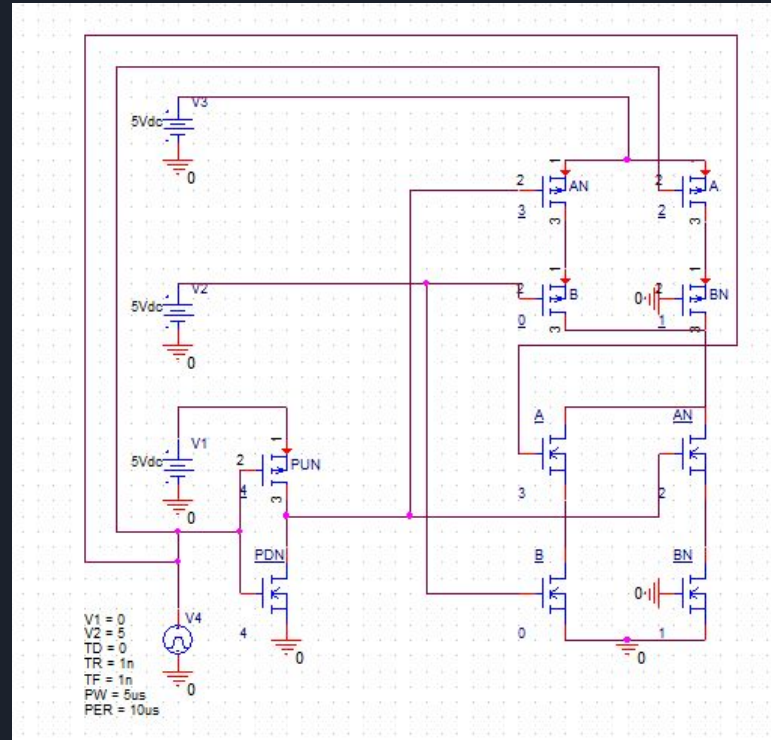 V3
5Vdc
0
1
1
2
AN
2
A
3
3
2
3
1
1
V2
2
B
0
2
BN
5Vdc
0
1
3
3
0
A
AN
V1
1
2
PUN
5Vdc
4
3
3
2
0
PDN
B
BN
0
V4
4
0
1
0
0
0
V1 = 0
V2 = 5
TD = 0
TR = 1n
TF = 1n
PW = 5us
PER = 10us